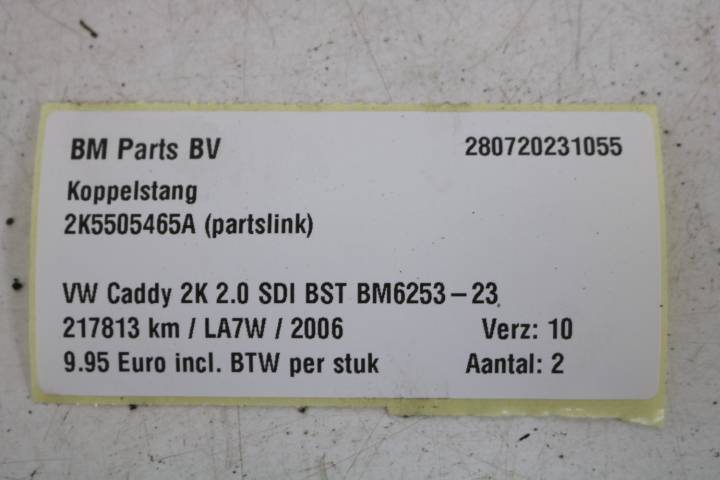 BM Parts BV 280720231055
Koppelstang
2K5505465A (partslink)
VW Caddy 2K 2.0 SDI BST BM6253-23
217813 km / LA7W / 2006 Verz: 10
9.95 Euro incl. BTW per stuk Aantal: 2